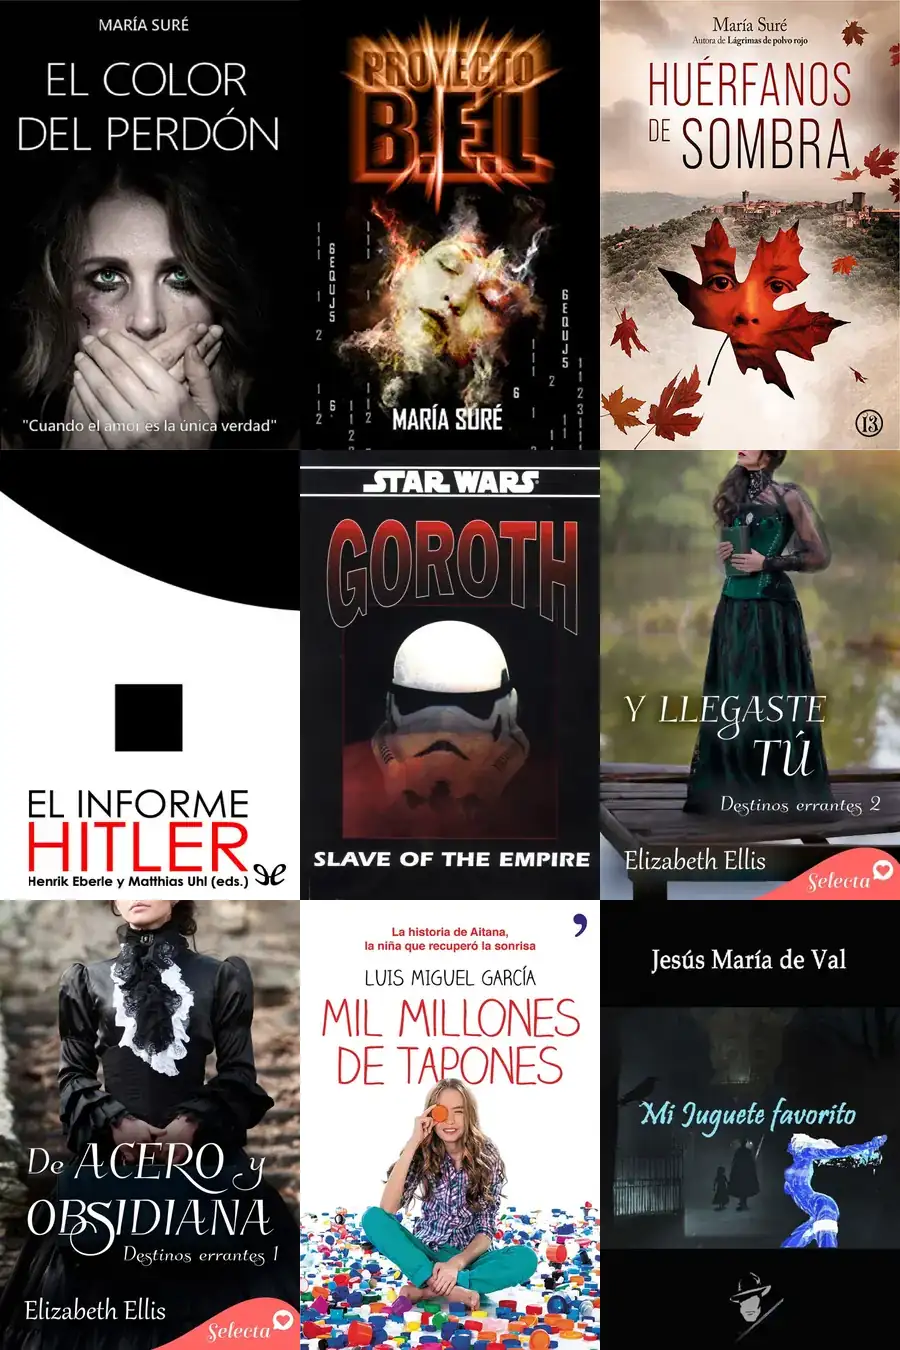 MARÍA SURÉ
EL COLOR
DEL PERDÓN
"Cuando el amor es la única verdad"
PROYECTO
B.E.L
6EQUJ5
6EQUJ5
MARÍA SURÉ
María Suré
Autora de Lágrimas de polvo rojo
HUÉRFANOS
DE SOMBRA
13
EL INFORME
HITLER
Henrik Eberle y Matthias Uhl (eds.)
STAR WARS
GOROTH
SLAVE OF THE EMPIRE
Y LLEGASTE
TÚ
Destinos errantes 2
Elizabeth Ellis
Selecta
De ACERO y
OBSIDIANA
Destinos errantes 1
Elizabeth Ellis
Selecta
La historia de Aitana,
la niña que recuperó la sonrisa
LUIS MIGUEL GARCÍA
MIL MILLONES
DE TAPONES
Jesús María de Val
Mi Juguete favorito